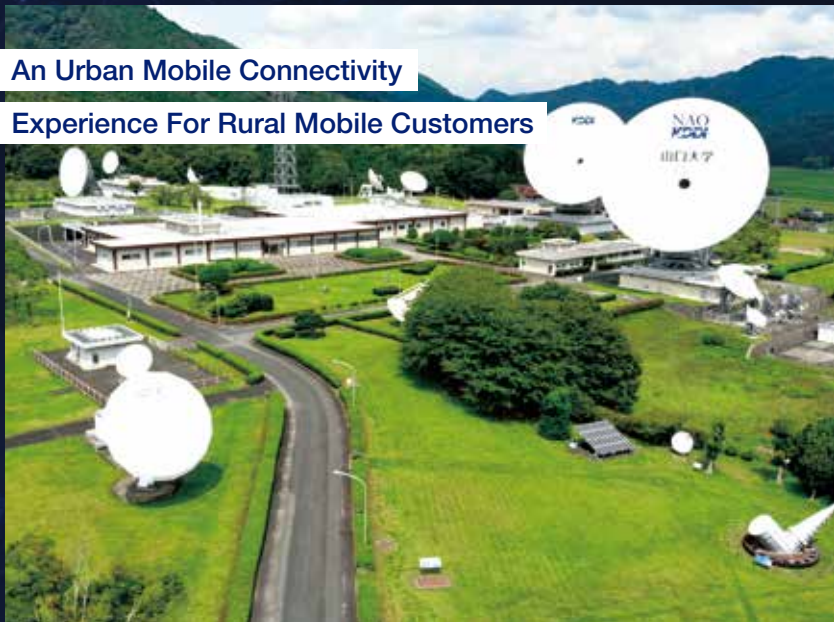 An Urban Mobile Connectivity
Experience For Rural Mobile Customers
KDDI
NAO
KDDI
山口大学